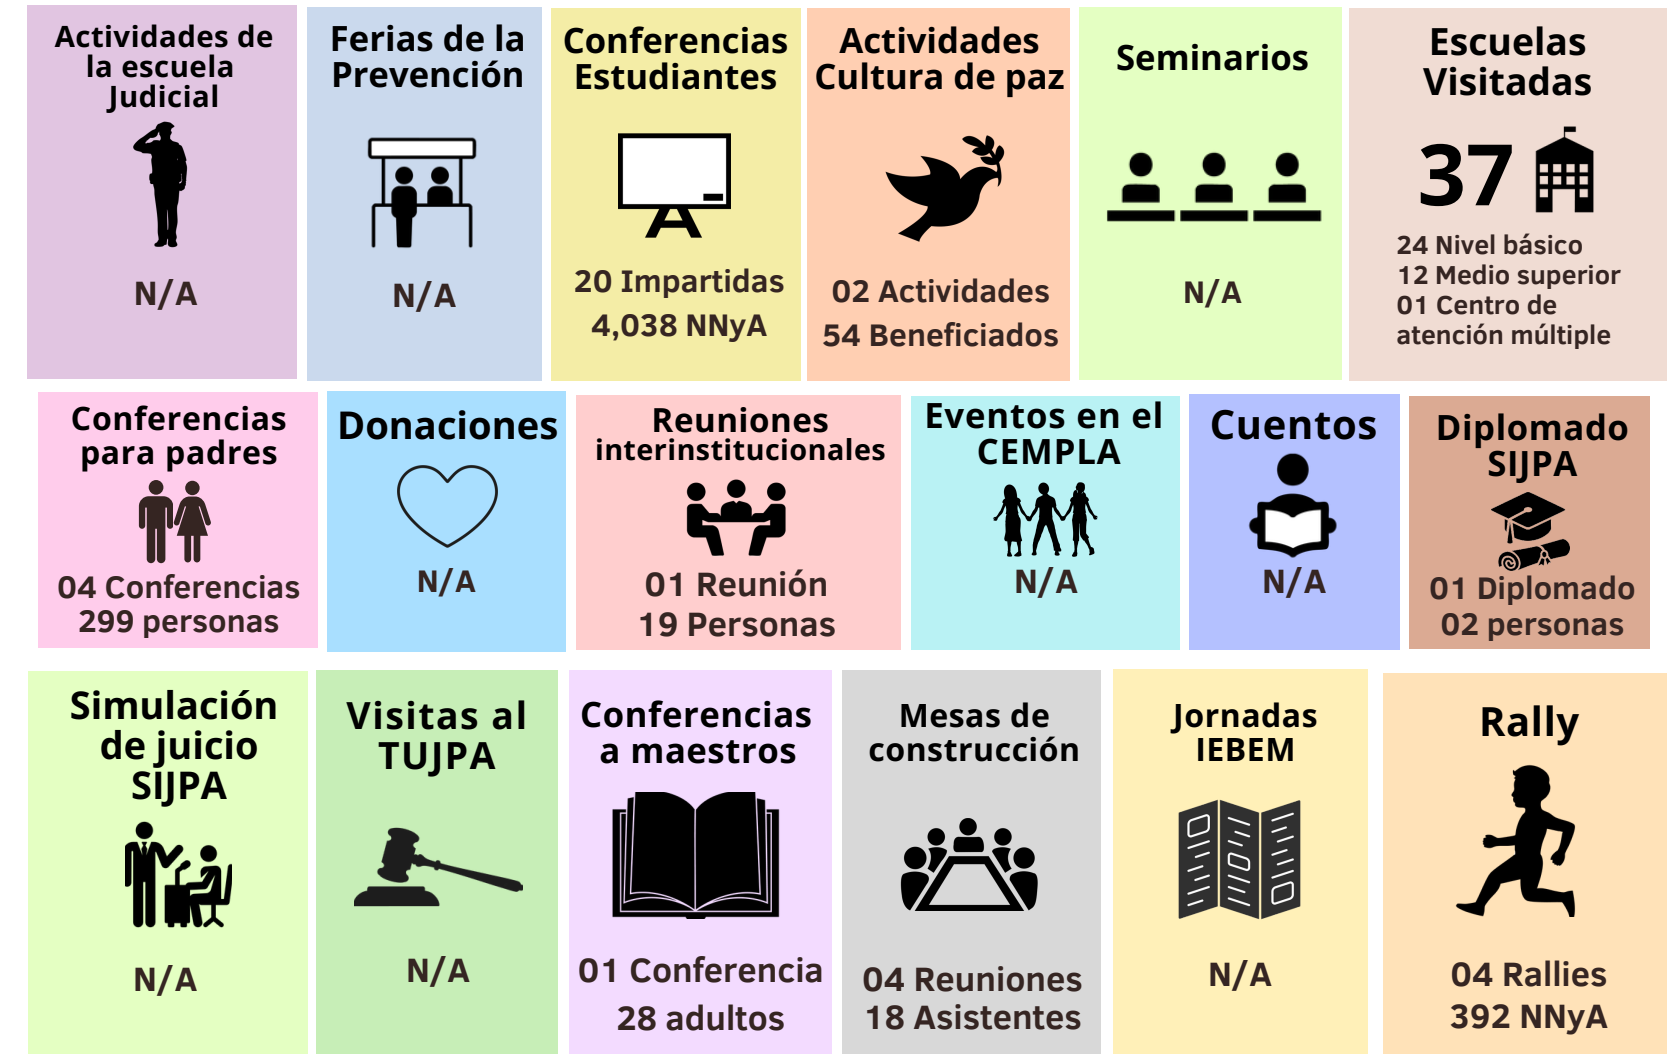 Actividades de
la escuela
Judicial
N/A
Ferias de la
Prevención
N/A
Conferencias
Estudiantes
20 Impartidas
4,038 NNyA
Actividades
Cultura de paz
02 Actividades
54 Beneficiados
Seminarios
N/A
Escuelas
Visitadas
37
24 Nivel básico
12 Medio superior
01 Centro de
atención múltiple
Conferencias
para padres
04 Conferencias
299 personas
Donaciones
N/A
Reuniones
interinstitucionales
01 Reunión
19 Personas
Eventos en el
CEMPLA
N/A
Cuentos
N/A
Diplomado
SIJPA
01 Diplomado
02 personas
Simulación
de juicio
SIJPA
N/A
Visitas al
TUJPA
N/A
Conferencias
a maestros
01 Conferencia
28 adultos
Mesas de
construcción
04 Reuniones
18 Asistentes
Jornadas
IEBEM
N/A
Rally
04 Rallies
392 NNyA